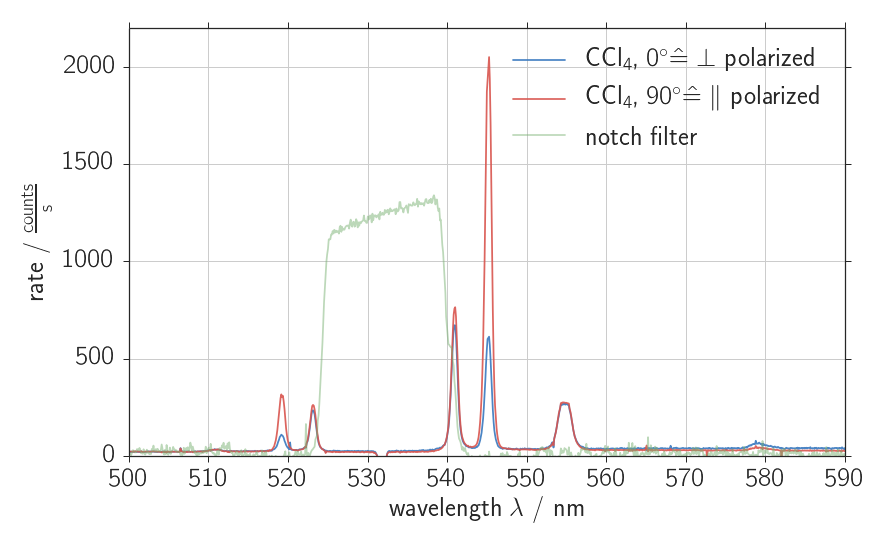 CCl₄, 0°≙ ⊥ polarized
CCl₄, 90°≙ ∥ polarized
notch filter
rate / counts/s
2000
1500
1000
500
0
500 510 520 530 540 550 560 570 580 590
wavelength λ / nm